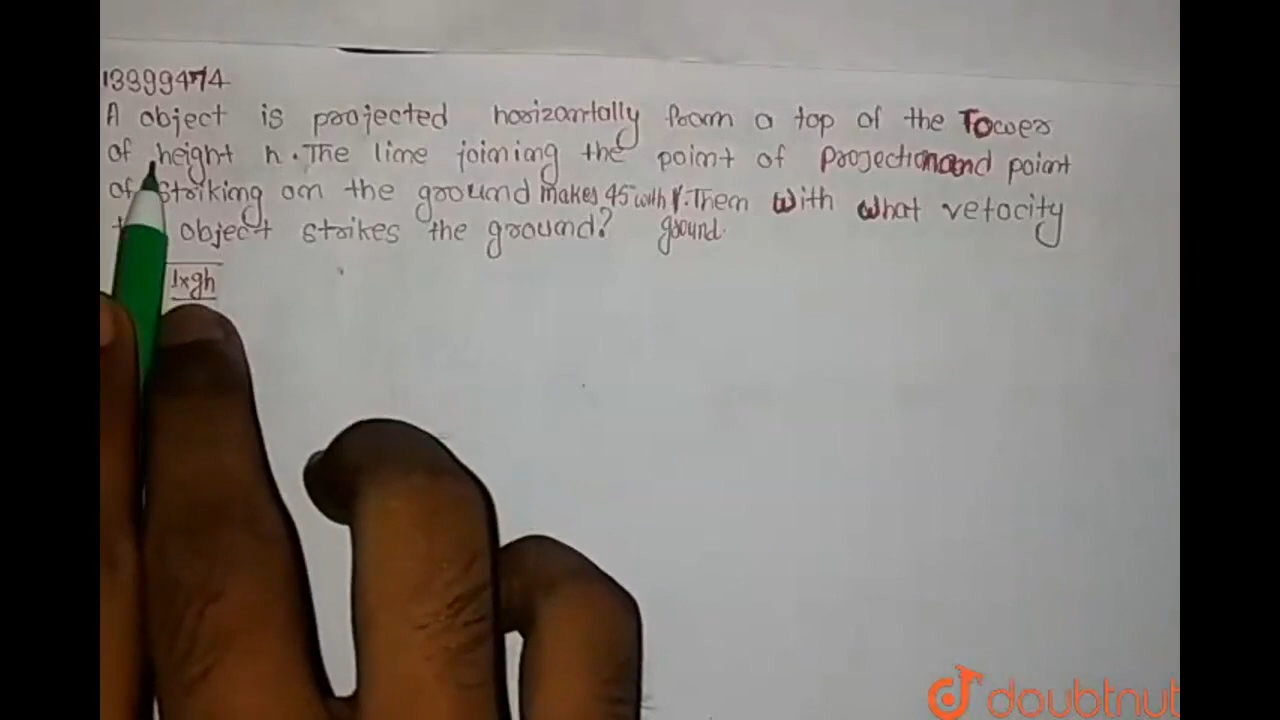 13999474
A object is projected horizontally from a top of the Tower
of height h. The line joining the point of projection and point
of striking on the ground makes 45° with . Then with what velocity
object strikes the ground? ground.
1×gh
doubtnut